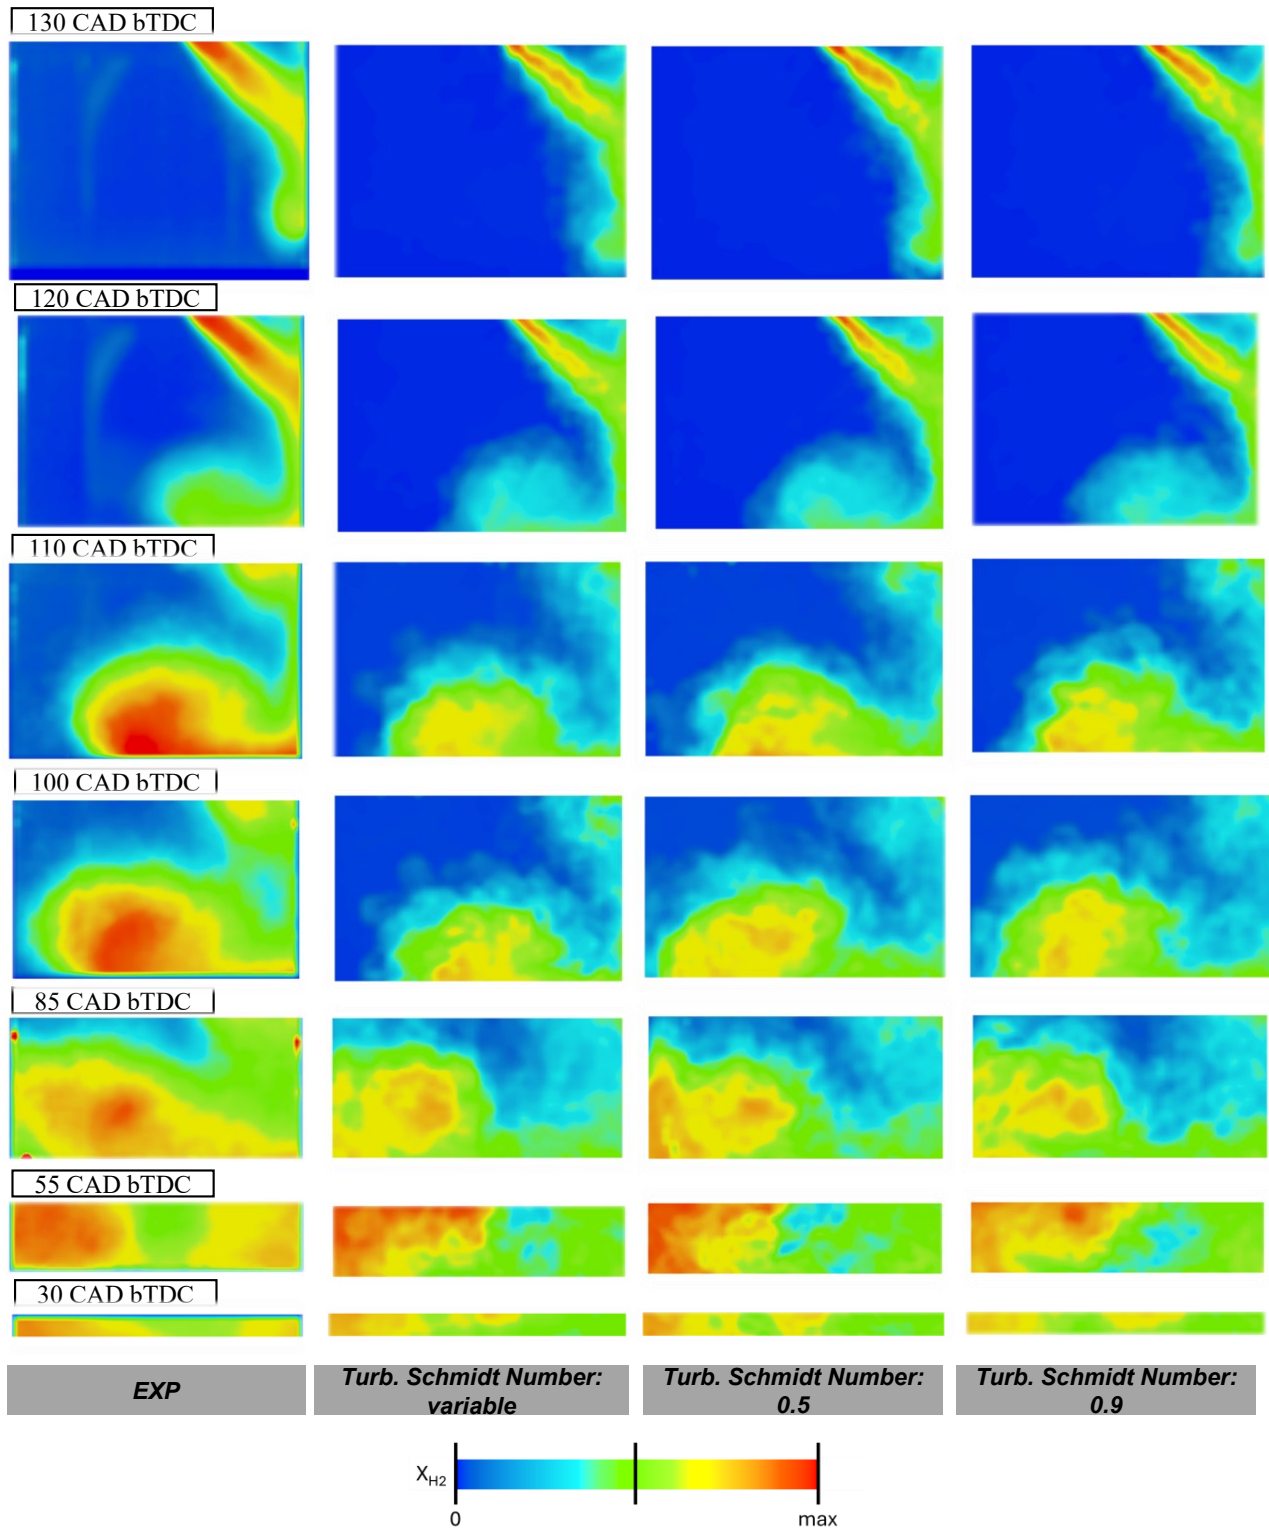 130 CAD bTDC
120 CAD bTDC
110 CAD bTDC
100 CAD bTDC
85 CAD bTDC
55 CAD bTDC
30 CAD bTDC
EXP
Turb. Schmidt Number:
variable
Turb. Schmidt Number:
0.5
Turb. Schmidt Number:
0.9
XH2
0 max